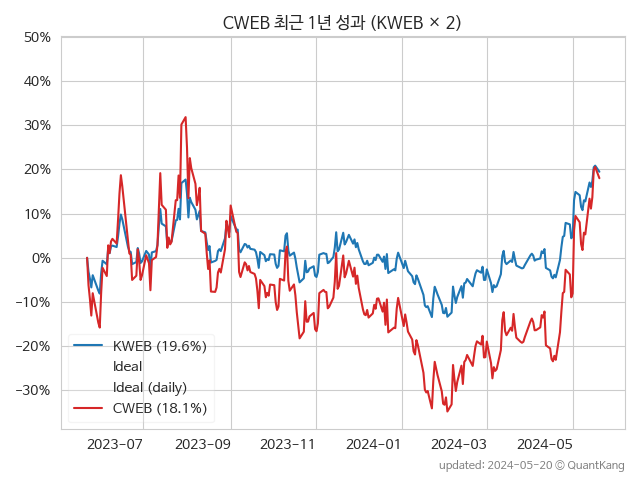 CWEB 최근 1년 성과 (KWEB × 2)
50%
40%
30%
20%
10%
0%
−10%
−20%
−30%
KWEB (19.6%)
Ideal
Ideal (daily)
CWEB (18.1%)
2023−07
2023−09
2023−11
2024−01
2024−03
2024−05
updated: 2024-05-20 © QuantKang